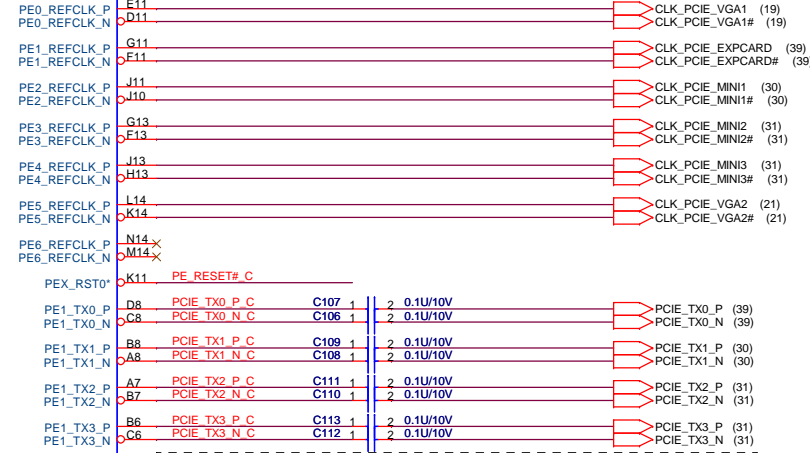 PE0_REFCLK_P E11 CLK_PCIE_VGA1 (19)
PE0_REFCLK_N D11 CLK_PCIE_VGA1# (19)
PE1_REFCLK_P G11 CLK_PCIE_EXPCARD (39)
PE1_REFCLK_N F11 CLK_PCIE_EXPCARD# (39)
PE2_REFCLK_P J11 CLK_PCIE_MINI1 (30)
PE2_REFCLK_N J10 CLK_PCIE_MINI1# (30)
PE3_REFCLK_P G13 CLK_PCIE_MINI2 (31)
PE3_REFCLK_N F13 CLK_PCIE_MINI2# (31)
PE4_REFCLK_P J13 CLK_PCIE_MINI3 (31)
PE4_REFCLK_N H13 CLK_PCIE_MINI3# (31)
PE5_REFCLK_P L14 CLK_PCIE_VGA2 (21)
PE5_REFCLK_N K14 CLK_PCIE_VGA2# (21)
PE6_REFCLK_P N14
PE6_REFCLK_N M14
PEX_RST0* K11 PE_RESET#_C
PE1_TX0_P D8 PCIE_TX0_P_C C107 1 2 0.1U/10V PCIE_TX0_P (39)
PE1_TX0_N C8 PCIE_TX0_N_C C106 1 2 0.1U/10V PCIE_TX0_N (39)
PE1_TX1_P B8 PCIE_TX1_P_C C109 1 2 0.1U/10V PCIE_TX1_P (30)
PE1_TX1_N A8 PCIE_TX1_N_C C108 1 2 0.1U/10V PCIE_TX1_N (30)
PE1_TX2_P A7 PCIE_TX2_P_C C111 1 2 0.1U/10V PCIE_TX2_P (31)
PE1_TX2_N B7 PCIE_TX2_N_C C110 1 2 0.1U/10V PCIE_TX2_N (31)
PE1_TX3_P B6 PCIE_TX3_P_C C113 1 2 0.1U/10V PCIE_TX3_P (31)
PE1_TX3_N C6 PCIE_TX3_N_C C112 1 2 0.1U/10V PCIE_TX3_N (31)